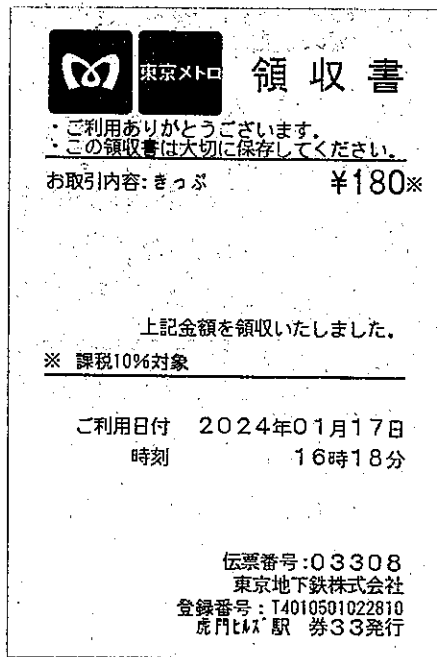 東京メトロ 領収書
・ご利用ありがとうございます。
・この領収書は大切に保存してください。
お取引内容:きっぷ ¥180※
上記金額を領収いたしました。
※ 課税10%対象
ご利用日付 2024年01月17日
時刻 16時18分
伝票番号:03308
東京地下鉄株式会社
登録番号:T4010501022810
虎門ヒルズ駅 券33発行